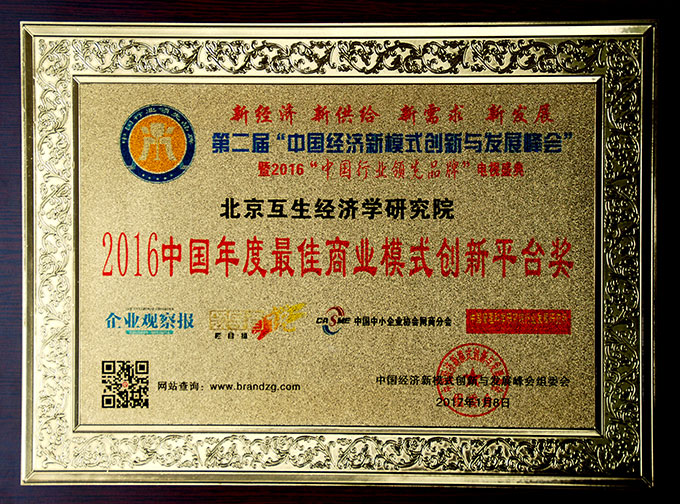 新经济 新供给 新需求 新发展
第二届“中国经济新模式创新与发展峰会”
暨2016“中国行业领先品牌”电视盛典
北京互生经济学研究院
2016中国年度最佳商业模式创新平台奖
企业观察报
栏目组
CASME 中国中小企业协会网商分会
网站查询：www.brandzg.com
中国经济新模式创新与发展峰会组委会
2017年1月8日